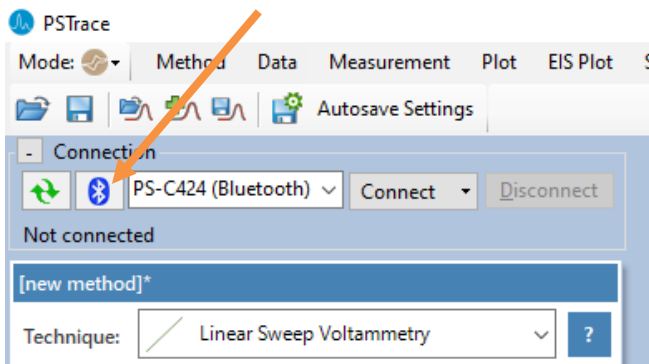 PSTrace
Mode: Method Data Measurement Plot EIS Plot
Autosave Settings
- Connection
PS-C424 (Bluetooth) Connect Disconnect
Not connected
[new method]*
Technique: Linear Sweep Voltammetry ?